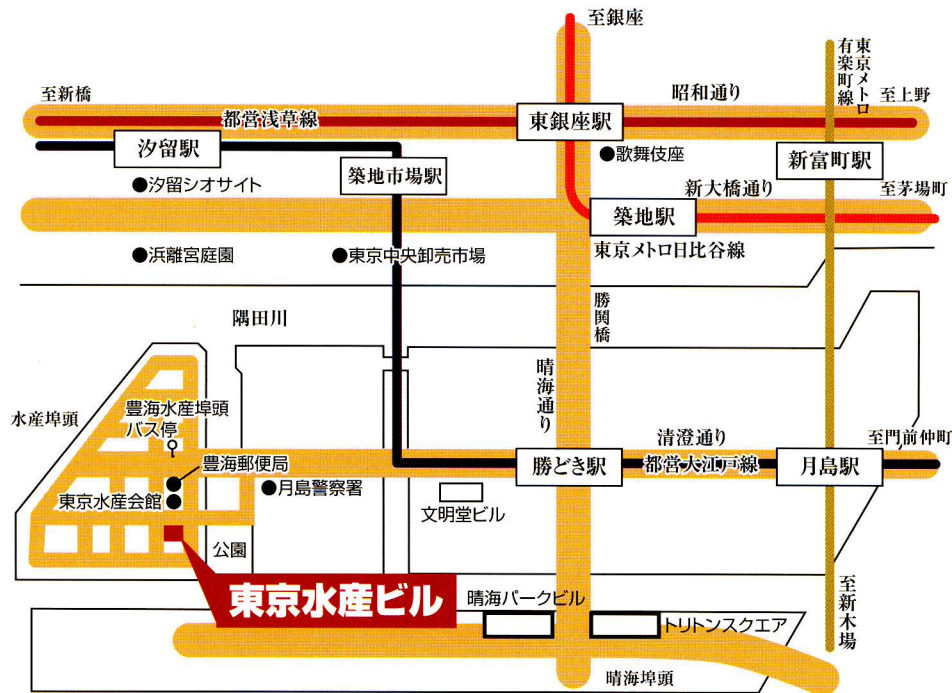 至銀座
東京メトロ
有楽町線
至新橋
昭和通り
至上野
都営浅草線
東銀座駅
汐留駅
築地市場駅
歌舞伎座
新富町駅
汐留シオサイト
新大橋通り
至茅場町
築地駅
浜離宮庭園
東京中央卸売市場
東京メトロ日比谷線
隅田川
勝関橋
晴海通り
水産埠頭
豊海水産埠頭
バス停
清澄通り
至門前仲町
豊海郵便局
勝どき駅
都営大江戸線
月島駅
東京水産会館
月島警察署
文明堂ビル
公園
東京水産ビル
晴海パークビル
トリトンスクエア
至新木場
晴海埠頭